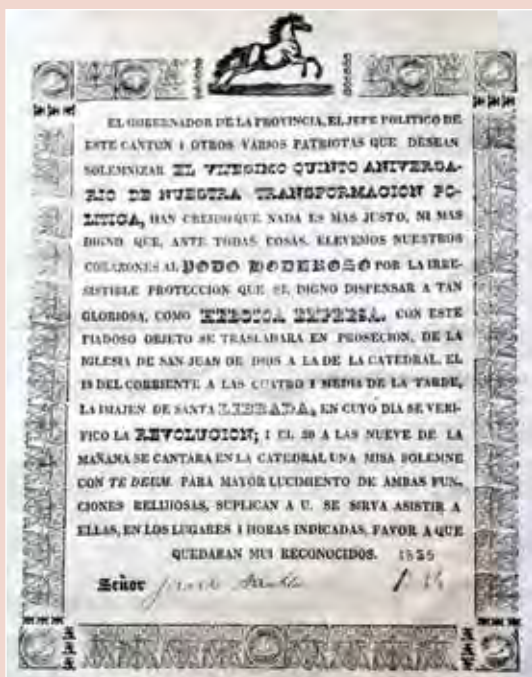 EL GOBERNADOR DE LA PROVINCIA, EL JEFE POLITICO DE
ESTE CANTON I OTROS VARIOS PATRIOTAS QUE DESEAN
SOLEMNIZAR EL VIJESIMO QUINTO ANIVERSA-
RIO DE NUESTRA TRANSFORMACION PO-
LITICA, HAN CREIDO QUE NADA ES MAS JUSTO, NI MAS
DIGNO QUE, ANTE TODAS COSAS, ELEVEMOS NUESTROS
CORAZONES AL TODO PODEROSO POR LA IRRE-
SISTIBLE PROTECCION QUE SE DIGNO DISPENSAR A TAN
GLORIOSA, COMO HEROICA EMPRESA. CON ESTE
PIADOSO OBJETO SE TRASLADARA EN PROSECION, DE LA
IGLESIA DE SAN JUAN DE DIOS A LA DE LA CATEDRAL, EL
19 DEL CORRIENTE A LAS CUATRO I MEDIA DE LA TARDE,
LA IMAJEN DE SANTA LIBRADA, EN CUYO DIA SE VERI-
FICO LA REVOLUCION; I EL 20 A LAS NUEVE DE LA
MAÑANA SE CANTARA EN LA CATEDRAL UNA MISA SOLEMNE
CON TE DEUM. PARA MAYOR LUCIMIENTO DE AMBAS FUN-
CIONES RELIJIOSAS, SUPLICAN A U. SE SIRVA ASISTIR A
ELLAS, EN LOS LUGARES I HORAS INDICADAS, FAVOR A QUE
QUEDARAN MUI RECONOCIDOS. 1835
Señor